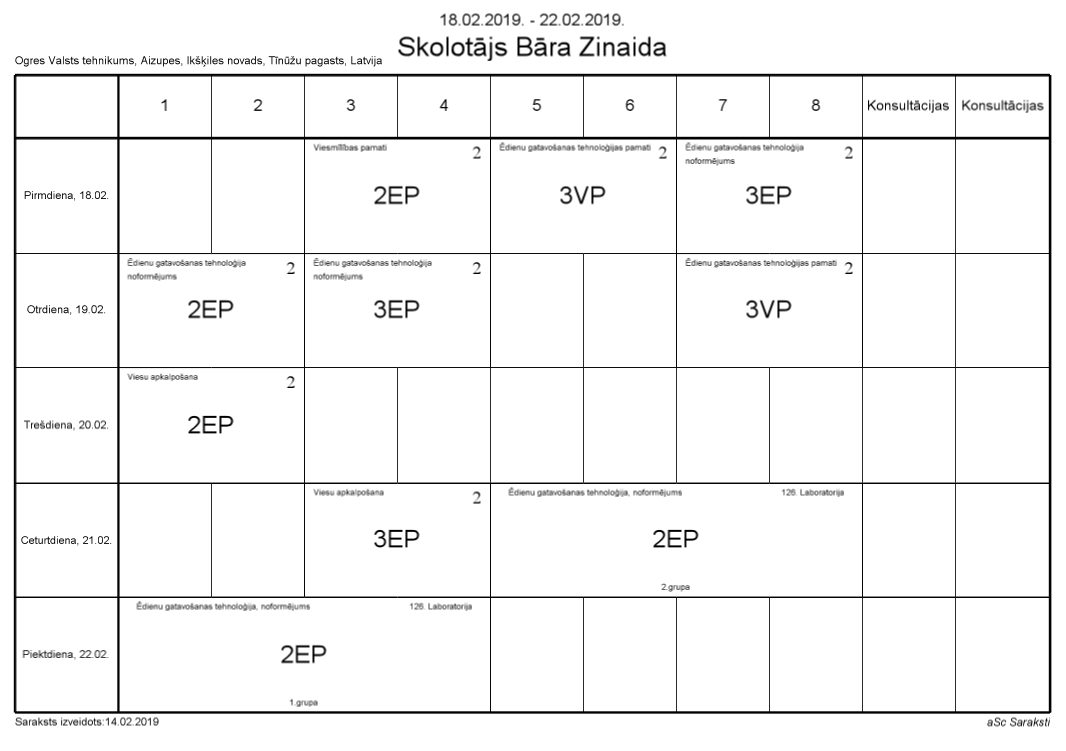 18.02.2019. - 22.02.2019.
Skolotājs Bāra Zinaida
Ogres Valsts tehnikums, Aizupes, Ikšķiles novads, Tīnūžu pagasts, Latvija
1 2 3 4 5 6 7 8 Konsultācijas Konsultācijas
Pirmdiena, 18.02.
Viesmīlības pamati 2
2EP
Ēdienu gatavošanas tehnoloģijas pamati 2
3VP
Ēdienu gatavošanas tehnoloģija 2
noformējums
3EP
Otrdiena, 19.02.
Ēdienu gatavošanas tehnoloģija 2
noformējums
2EP
Ēdienu gatavošanas tehnoloģija 2
noformējums
3EP
Ēdienu gatavošanas tehnoloģijas pamati 2
3VP
Trešdiena, 20.02.
Viesu apkalpošana 2
2EP
Ceturtdiena, 21.02.
Viesu apkalpošana 2
3EP
Ēdienu gatavošanas tehnoloģija, noformējums 126. Laboratorija
2EP
2.grupa
Piektdiena, 22.02.
Ēdienu gatavošanas tehnoloģija, noformējums 126. Laboratorija
2EP
1.grupa
Saraksts izveidots:14.02.2019
aSc Saraksti